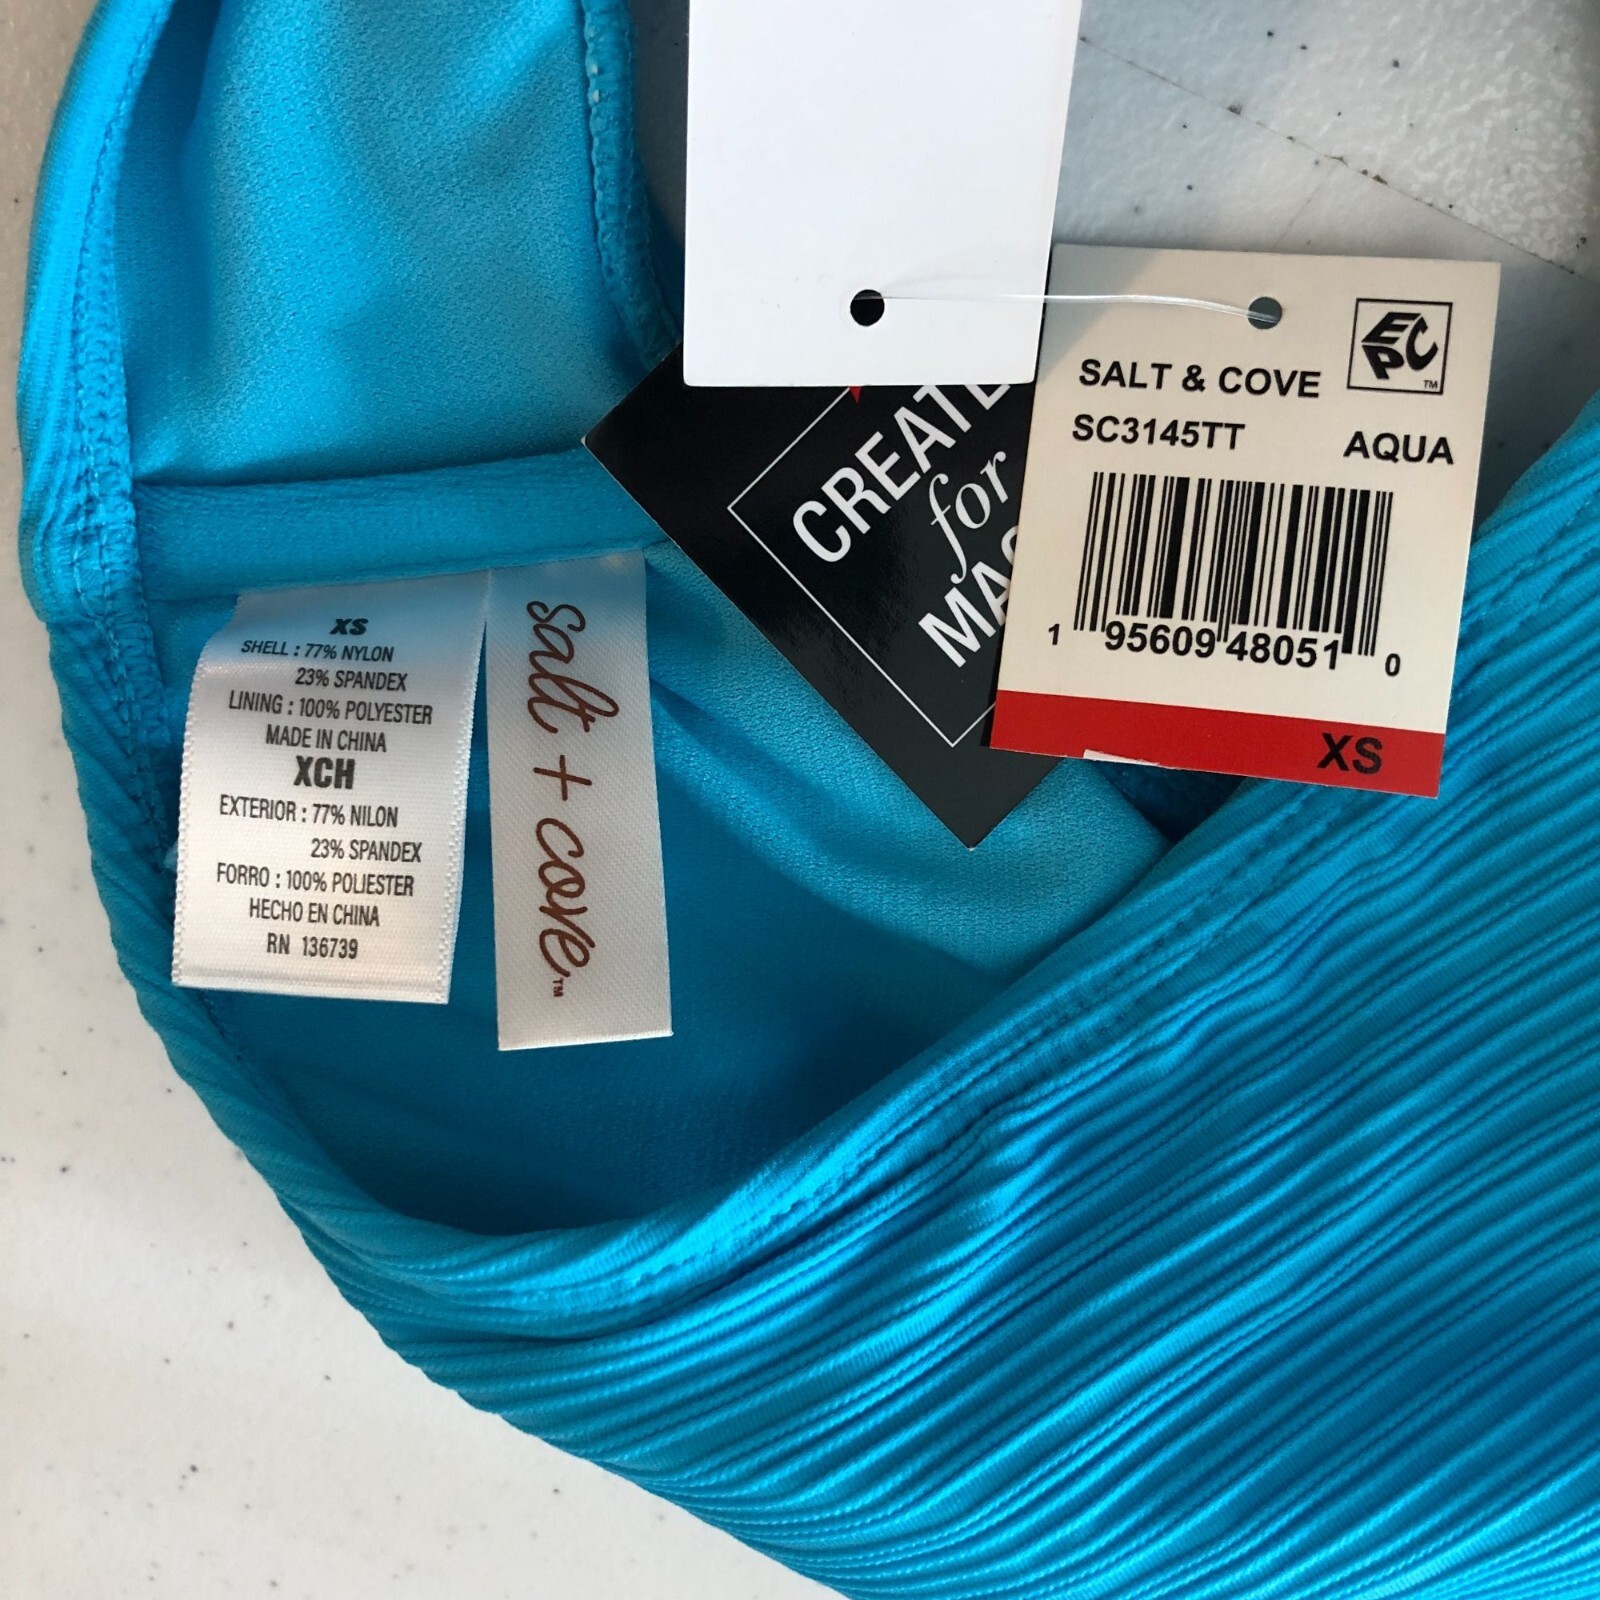 CREATE
for
SALT & COVE
EPC
TM
SC3145TT
AQUA
1 95609 48051 0
XS
XS
SHELL : 77% NYLON
23% SPANDEX
LINING : 100% POLYESTER
MADE IN CHINA
XCH
EXTERIOR : 77% NILON
23% SPANDEX
FORRO : 100% POLIESTER
HECHO EN CHINA
RN 136739
salt + cove™